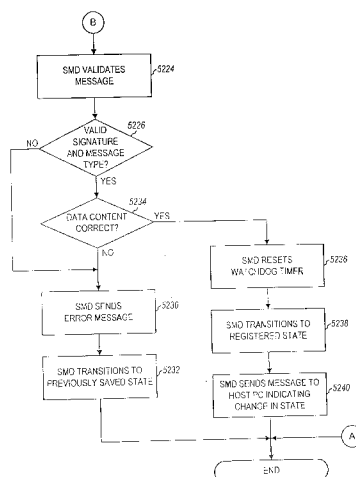 B
SMD VALIDATES
MESSAGE
5224
VALID
SIGNATURE
AND MESSAGE
TYPE?
5226
NO
YES
DATA CONTENT
CORRECT?
5234
YES
NO
SMD RESETS
WATCHDOG TIMER
5236
SMD SENDS
ERROR MESSAGE
5230
SMD TRANSITIONS TO
REGISTERED STATE
5238
SMD TRANSITIONS TO
PREVIOUSLY SAVED STATE
5232
SMD SENDS MESSAGE TO
HOST PC INDICATING
CHANGE IN STATE
5240
A
END